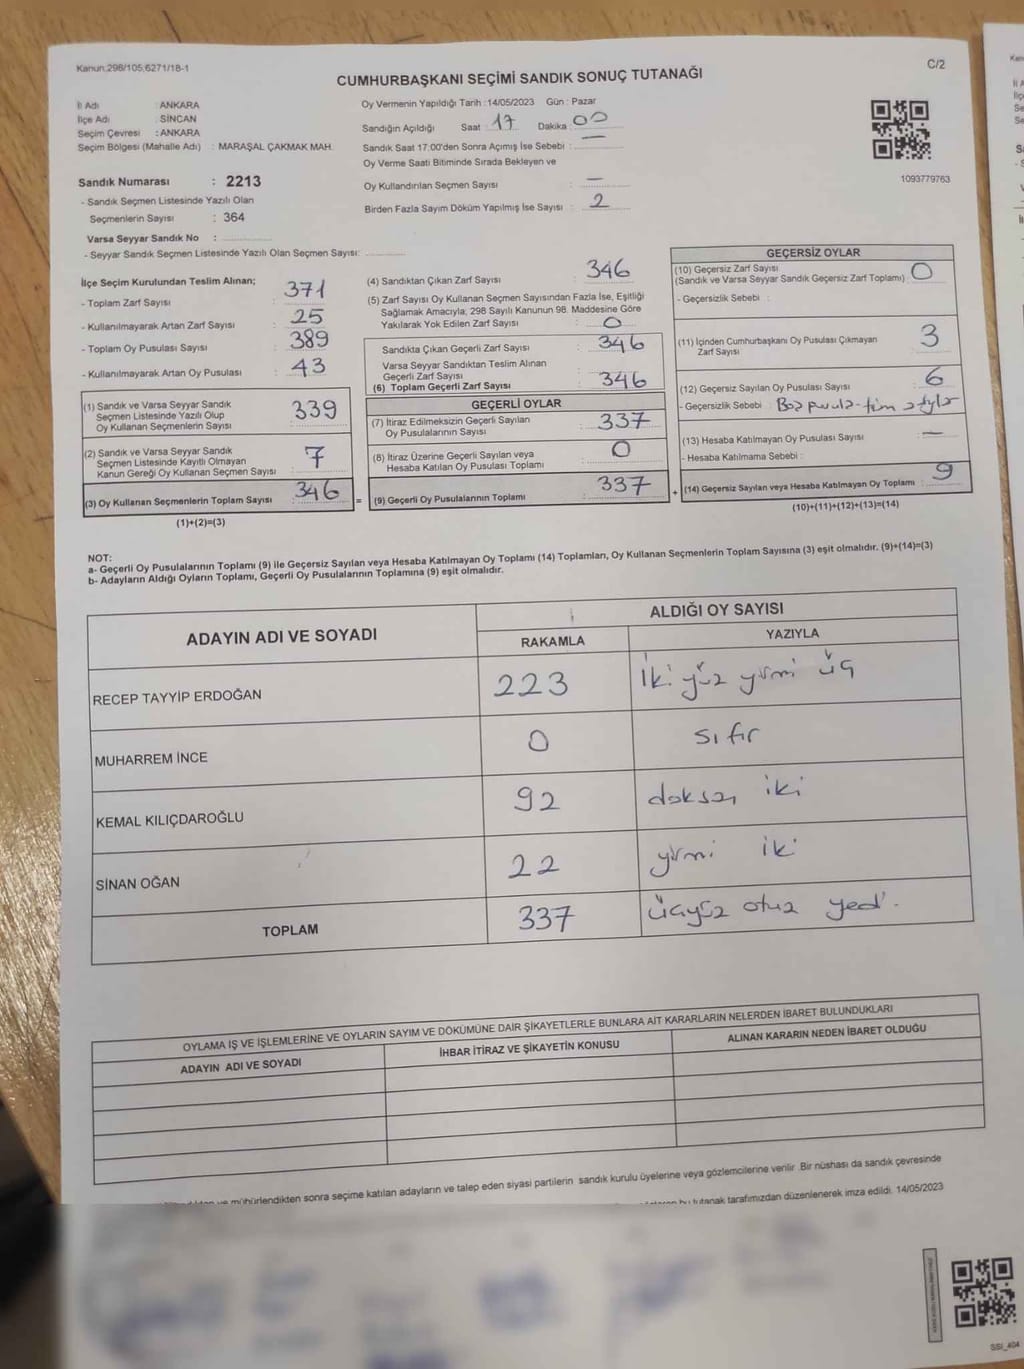 Kanun.298/105,6271/18-1
C/2
CUMHURBAŞKANI SEÇİMİ SANDIK SONUÇ TUTANAĞI
İl Adı : ANKARA
İlçe Adı : SİNCAN
Seçim Çevresi : ANKARA
Seçim Bölgesi (Mahalle Adı) : MARAŞAL ÇAKMAK MAH.
Sandık Numarası : 2213
- Sandık Seçmen Listesinde Yazılı Olan
Seçmenlerin Sayısı : 364
Varsa Seyyar Sandık No :
- Seyyar Sandık Seçmen Listesinde Yazılı Olan Seçmen Sayısı:
Oy Vermenin Yapıldığı Tarih : 14/05/2023 Gün : Pazar
Sandığın Açıldığı Saat : 17 Dakika : 00
Sandık Saat 17:00'den Sonra Açımış İse Sebebi : —
Oy Verme Saati Bitiminde Sırada Bekleyen ve
Oy Kullandırılan Seçmen Sayısı : —
Birden Fazla Sayım Döküm Yapılmış İse Sayısı : 2
1093779763
İlçe Seçim Kurulundan Teslim Alınan;
- Toplam Zarf Sayısı : 371
- Kullanılmayarak Artan Zarf Sayısı : 25
- Toplam Oy Pusulası Sayısı : 389
- Kullanılmayarak Artan Oy Pusulası : 43
(1) Sandık ve Varsa Seyyar Sandık
Seçmen Listesinde Yazılı Olup
Oy Kullanan Seçmenlerin Sayısı : 339
(2) Sandık ve Varsa Seyyar Sandık
Seçmen Listesinde Kayıtlı Olmayan
Kanun Gereği Oy Kullanan Seçmen Sayısı : 7
(3) Oy Kullanan Seçmenlerin Toplam Sayısı : 346 =
(1)+(2)=(3)
(4) Sandıktan Çıkan Zarf Sayısı : 346
(5) Zarf Sayısı Oy Kullanan Seçmen Sayısından Fazla İse, Eşitliği
Sağlamak Amacıyla, 298 Sayılı Kanunun 98. Maddesine Göre
Yakılarak Yok Edilen Zarf Sayısı : 0
Sandıkta Çıkan Geçerli Zarf Sayısı : 346
Varsa Seyyar Sandıktan Teslim Alınan
Geçerli Zarf Sayısı :
(6) Toplam Geçerli Zarf Sayısı : 346
GEÇERLİ OYLAR
(7) İtiraz Edilmeksizin Geçerli Sayılan
Oy Pusulalarının Sayısı : 337
(8) İtiraz Üzerine Geçerli Sayılan veya
Hesaba Katılan Oy Pusulası Toplamı : 0
(9) Geçerli Oy Pusulalarının Toplamı : 337 +
GEÇERSİZ OYLAR
(10) Geçersiz Zarf Sayısı
(Sandık ve Varsa Seyyar Sandık Geçersiz Zarf Toplamı) : 0
- Geçersizlik Sebebi :
(11) İçinden Cumhurbaşkanı Oy Pusulası Çıkmayan
Zarf Sayısı : 3
(12) Geçersiz Sayılan Oy Pusulası Sayısı : 6
- Geçersizlik Sebebi : Boş pusula-tüm
(13) Hesaba Katılmayan Oy Pusulası Sayısı : —
- Hesaba Katılmama Sebebi :
(14) Geçersiz Sayılan veya Hesaba Katılmayan Oy Toplamı : 9
(10)+(11)+(12)+(13)=(14)
NOT:
a- Geçerli Oy Pusulalarının Toplamı (9) ile Geçersiz Sayılan veya Hesaba Katılmayan Oy Toplamı (14) Toplamları, Oy Kullanan Seçmenlerin Toplam Sayısına (3) eşit olmalıdır. (9)+(14)=(3)
b- Adayların Aldığı Oyların Toplamı, Geçerli Oy Pusulalarının Toplamına (9) eşit olmalıdır.
ADAYIN ADI VE SOYADI ALDIĞI OY SAYISI
RAKAMLA YAZIYLA
RECEP TAYYİP ERDOĞAN 223 İki yüz yirmi üç
MUHARREM İNCE 0 sıfır
KEMAL KILIÇDAROĞLU 92 doksan iki
SİNAN OĞAN 22 yirmi iki
TOPLAM 337 üçyüz otuz yedi.
OYLAMA İŞ VE İŞLEMLERİNE VE OYLARIN SAYIM VE DÖKÜMÜNE DAİR ŞİKAYETLERLE BUNLARA AİT KARARLARIN NELERDEN İBARET BULUNDUKLARI
ADAYIN ADI VE SOYADI İHBAR İTİRAZ VE ŞİKAYETİN KONUSU ALINAN KARARIN NEDEN İBARET OLDUĞU
ve mühürlendikten sonra seçime katılan adayların ve talep eden siyasi partilerin sandık kurulu üyelerine veya gözlemcilerine verilir .Bir nüshası da sandık çevresinde
bu tutanak tarafımızdan düzenlenerek imza edildi. 14/05/2023
SSI_404